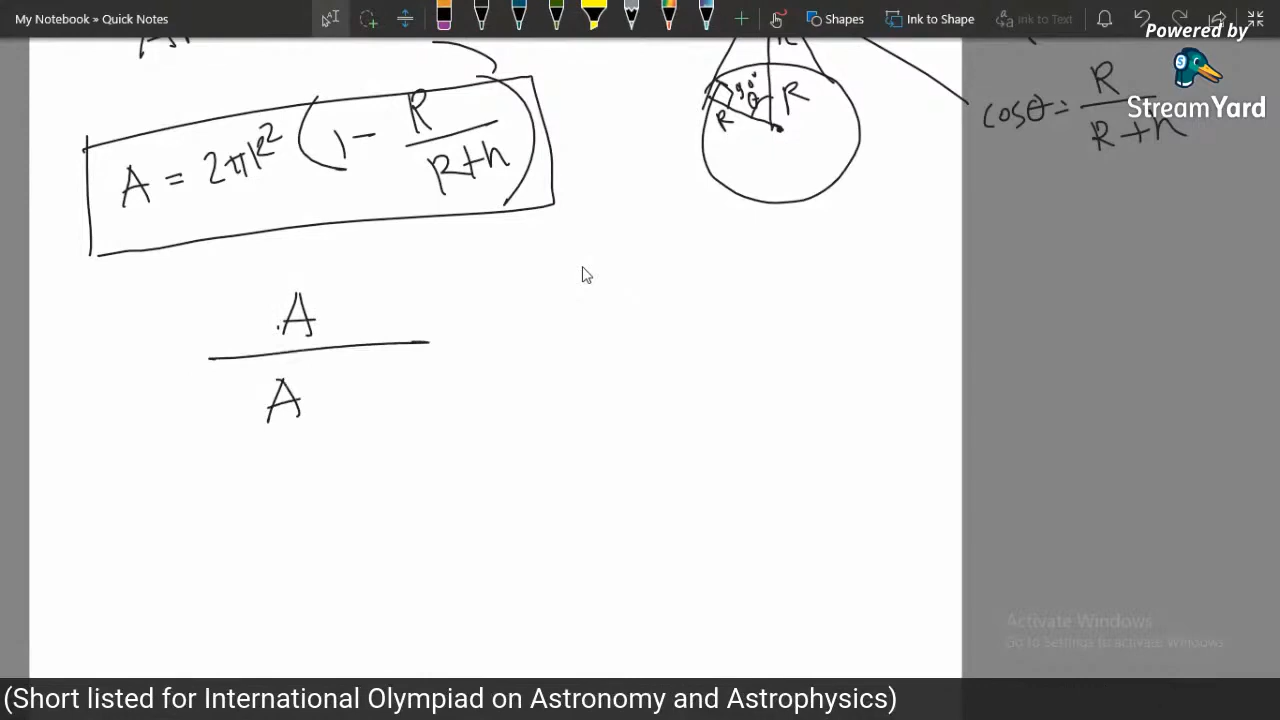 My Notebook » Quick Notes
Shapes
Ink to Shape
Ink to Text
Powered by
StreamYard
A = 2πR² (1 - R/(R+h))
90°
θ
R
R
cosθ = R/(R+h)
A
A
Activate Windows
Go to Settings to activate Windows.
(Short listed for International Olympiad on Astronomy and Astrophysics)